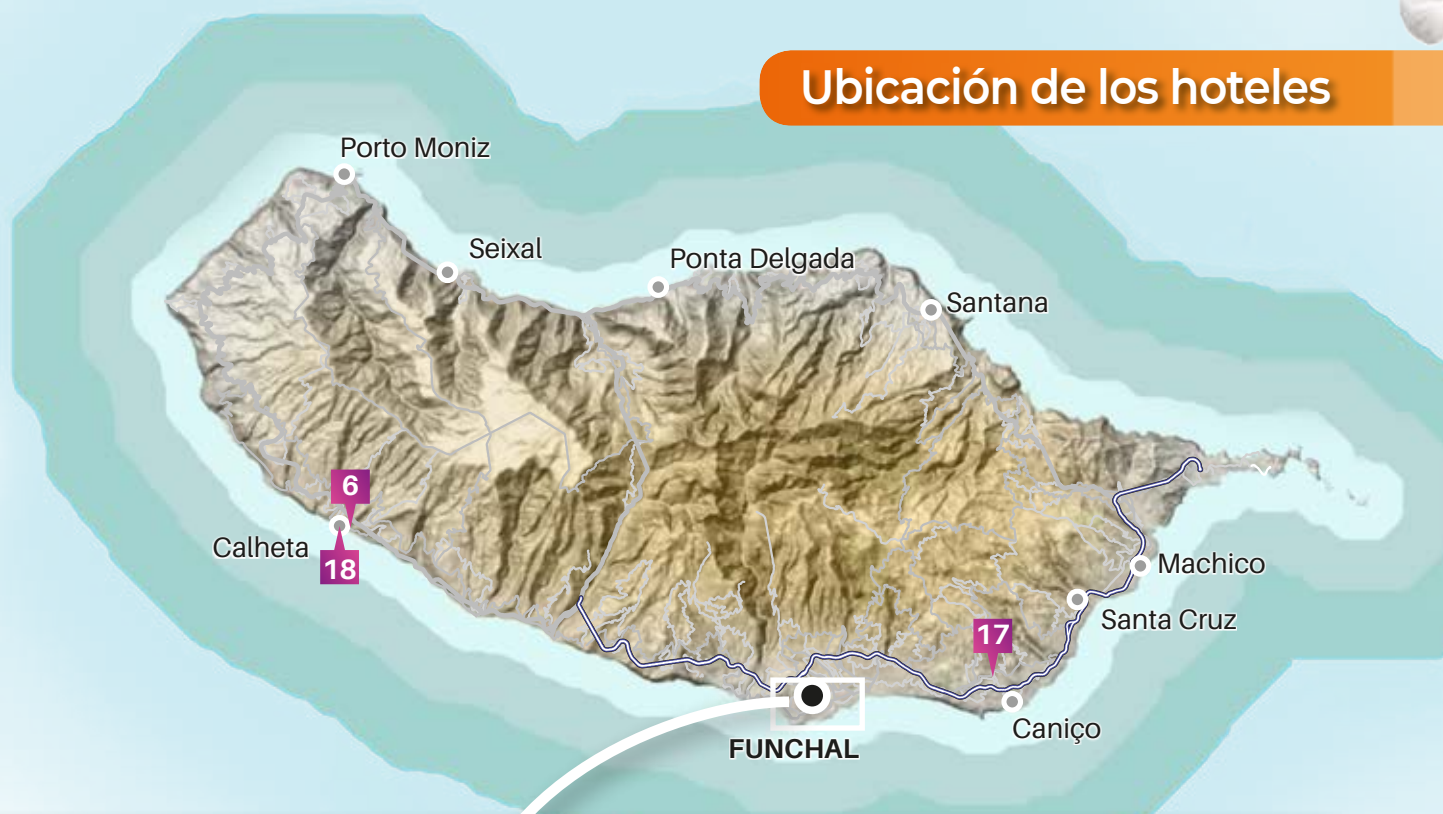 Ubicación de los hoteles
Porto Moniz
Seixal
Ponta Delgada
Santana
6
Calheta
18
Machico
Santa Cruz
17
Caniço
FUNCHAL